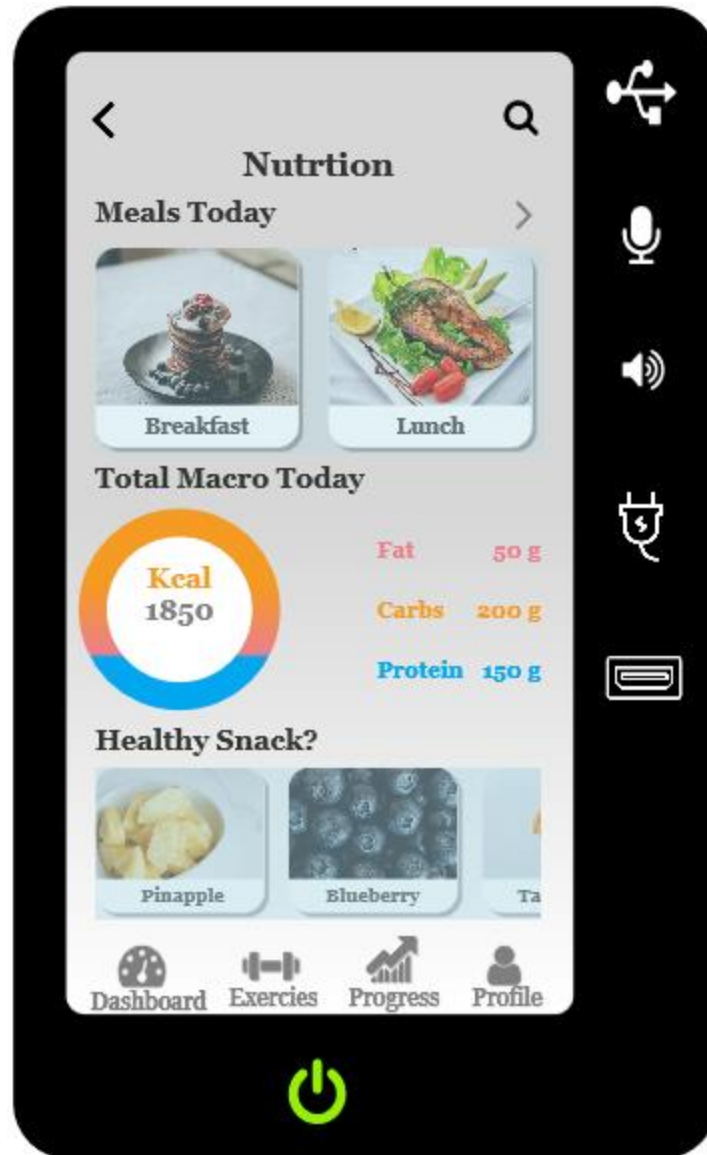 Nutrtion
Meals Today
Breakfast Lunch
Total Macro Today
Kcal
1850
Fat 50 g
Carbs 200 g
Protein 150 g
Healthy Snack?
Pinapple Blueberry Ta
Dashboard Exercies Progress Profile